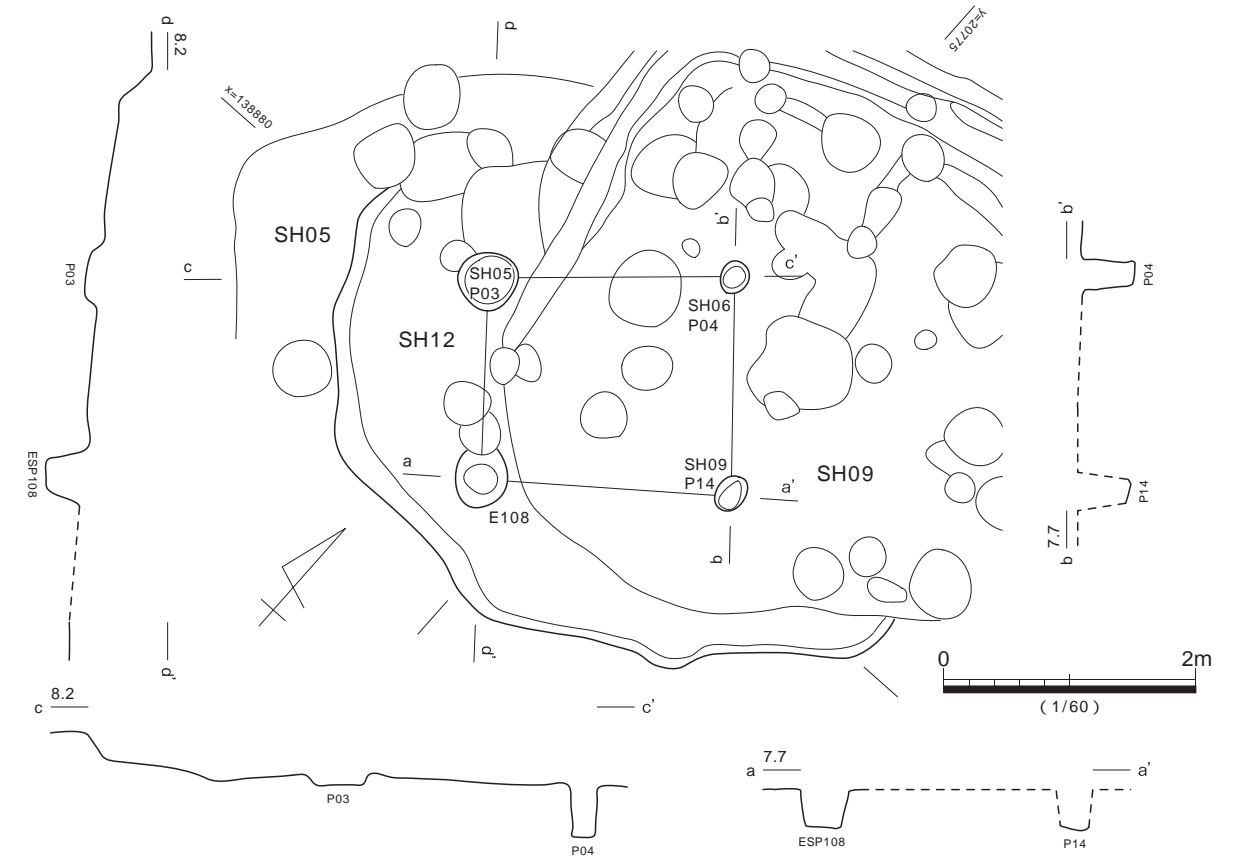 d
8.2
d
y=20775
x=138880
b'
b'
SH05
P03
c
c'
P04
SH05
P03
SH06
P04
SH12
ESP108
a
SH09
P14
a'
SH09
P14
E108
7.7
b
b
d'
d'
0 2m
(1/60)
8.2
c
c'
P03
P04
7.7
a
a'
ESP108
P14